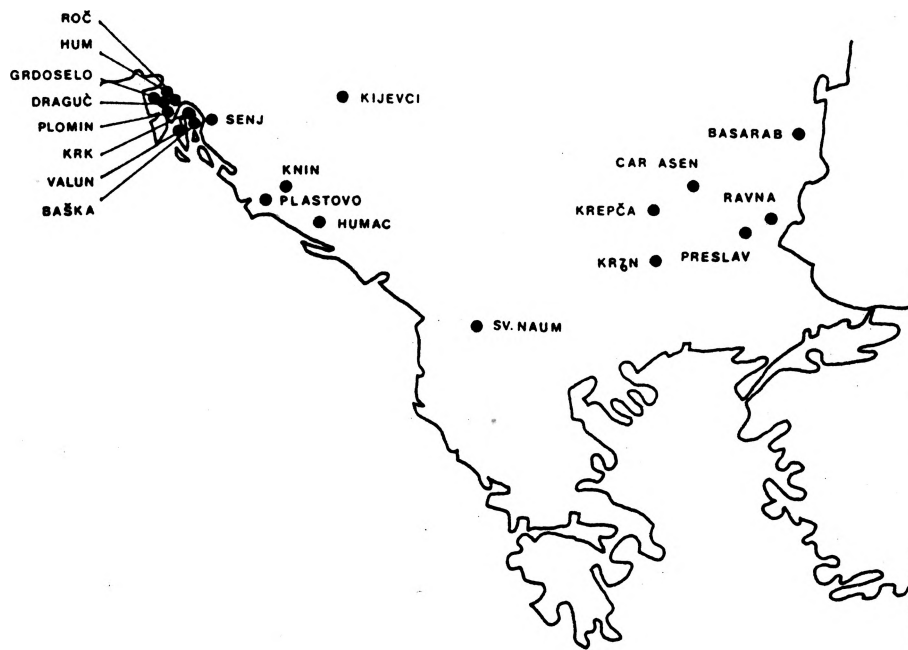 ROČ
HUM
GRDOSELO
DRAGUČ
PLOMIN
KRK
VALUN
BAŠKA
SENJ
KIJEVCI
KNIN
PLASTOVO
HUMAC
BASARAB
CAR ASEN
RAVNA
KREPČA
PRESLAV
SV. NAUM